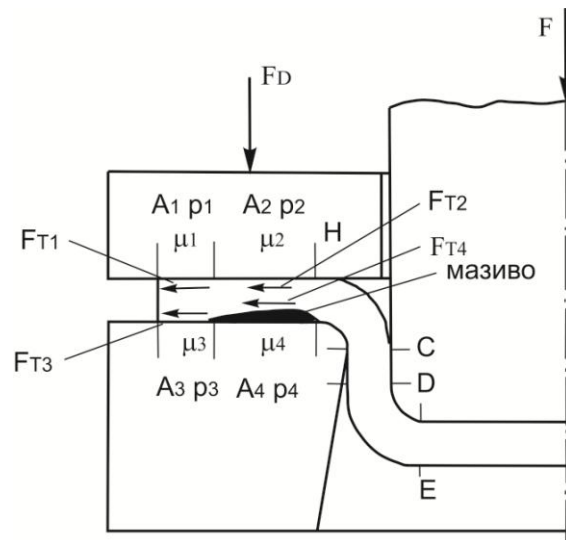 F
FD
A1 p1 A2 p2
FT2
FT1
μ1 μ2 H
FT4
мазиво
FT3
μ3 μ4
C
A3 p3 A4 p4
D
E